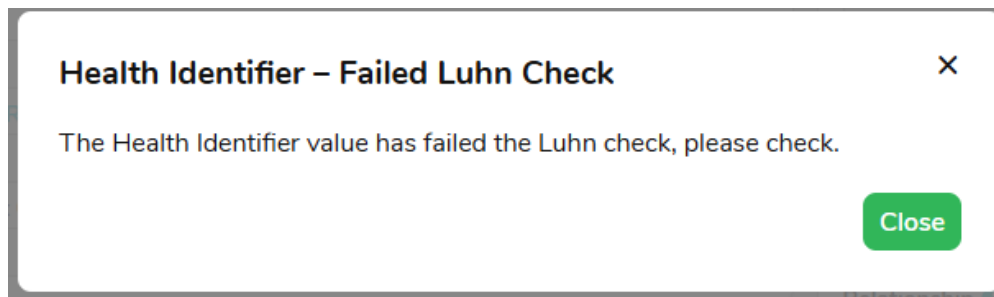 Health Identifier – Failed Luhn Check
×
The Health Identifier value has failed the Luhn check, please check.
Close